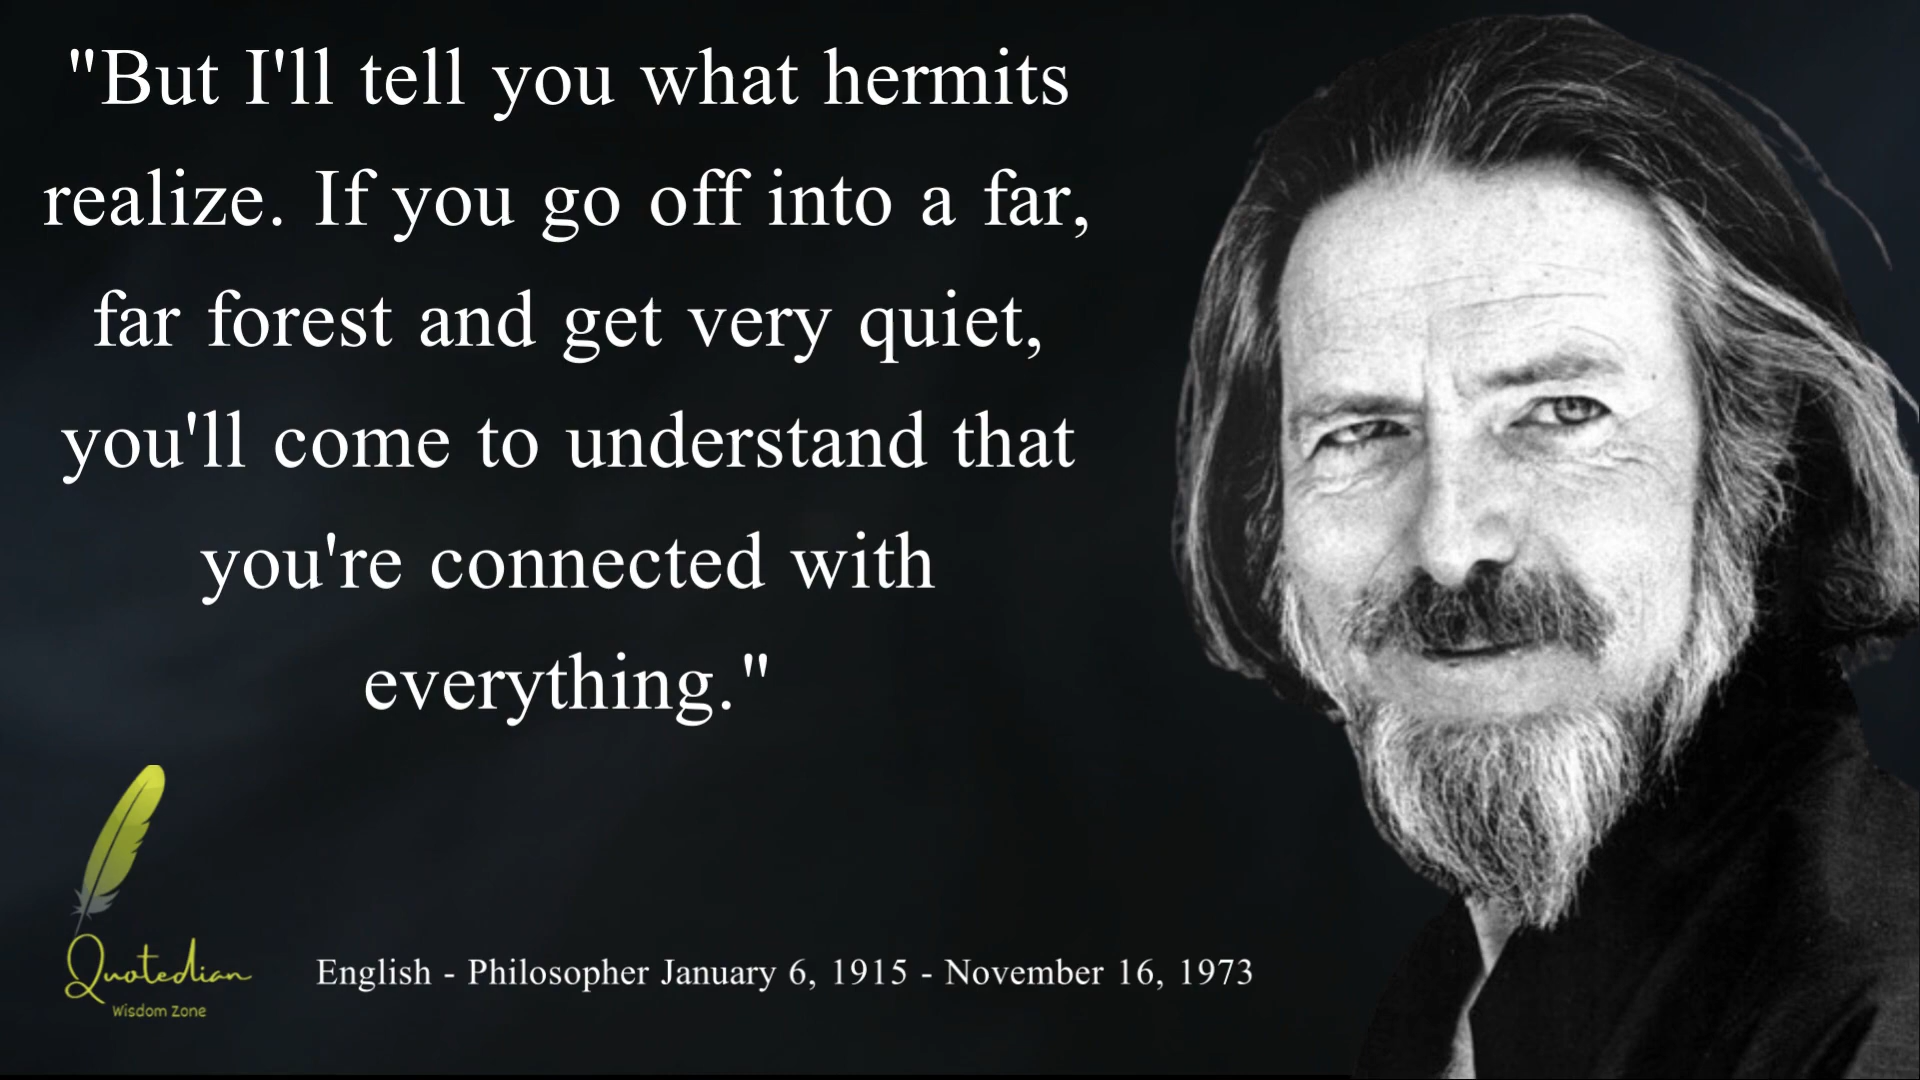 "But I'll tell you what hermits
realize. If you go off into a far,
far forest and get very quiet,
you'll come to understand that
you're connected with
everything."
Quotedian
Wisdom Zone
English - Philosopher January 6, 1915 - November 16, 1973